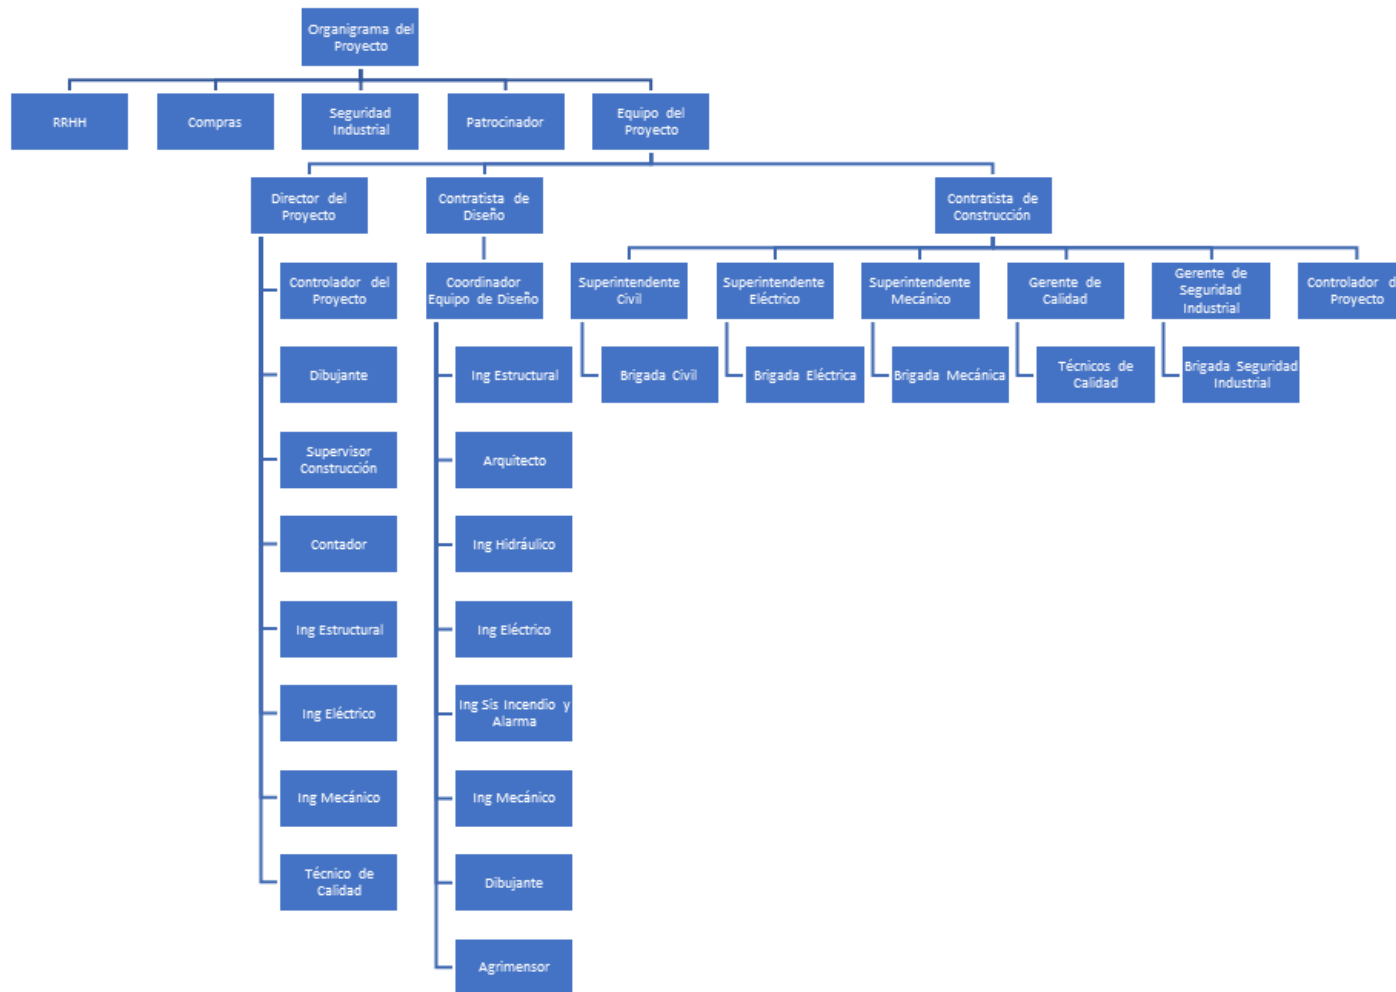 Organigrama del
Proyecto
RRHH
Compras
Seguridad
Industrial
Patrocinador
Equipo del
Proyecto
Director del
Proyecto
Contratista de
Diseño
Contratista de
Construcción
Controlador del
Proyecto
Coordinador
Equipo de Diseño
Superintendente
Civil
Superintendente
Eléctrico
Superintendente
Mecánico
Gerente de
Calidad
Gerente de
Seguridad
Industrial
Controlador d
Proyecto
Dibujante
Ing Estructural
Brigada Civil
Brigada Eléctrica
Brigada Mecánica
Técnicos de
Calidad
Brigada Seguridad
Industrial
Supervisor
Construcción
Arquitecto
Contador
Ing Hidráulico
Ing Estructural
Ing Eléctrico
Ing Eléctrico
Ing Sis Incendio y
Alarma
Ing Mecánico
Ing Mecánico
Técnico de
Calidad
Dibujante
Agrimensor